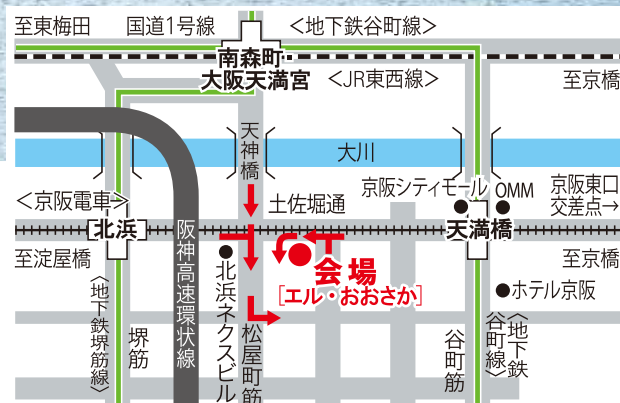 至東梅田
国道1号線
<地下鉄谷町線>
南森町・
大阪天満宮
<JR東西線>
至京橋
天神橋
大川
<京阪電車>
土佐堀通
京阪シティモール
OMM
京阪東口
交差点→
北浜
天満橋
至淀屋橋
阪神高速環状線
北浜ネクスビル
会場
[エル・おおさか]
至京橋
ホテル京阪
<地下鉄堺筋線>
堺筋
松屋町筋
谷町筋
<地下鉄
谷町線>